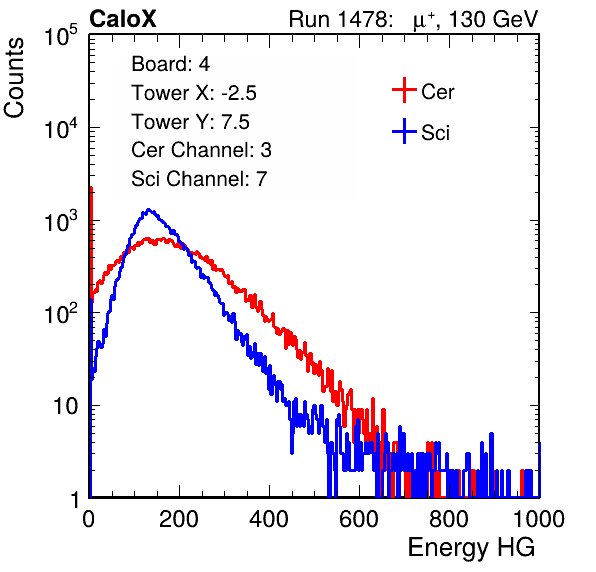 CaloX Run 1478: μ⁺, 130 GeV
Counts
Board: 4
Tower X: -2.5
Tower Y: 7.5
Cer Channel: 3
Sci Channel: 7
Cer
Sci
10⁵
10⁴
10³
10²
10
1
0 200 400 600 800 1000
Energy HG